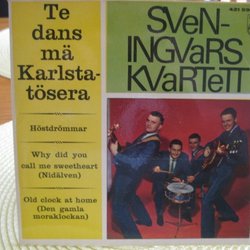 Te
dans
mä
Karlsta-
tösera
Höstdrömmar
Why did you
call me sweetheart
(Nidälven)
Old clock at home
(Den gamla
moraklockan)
SVEN-
INGVARS
KVARTETT